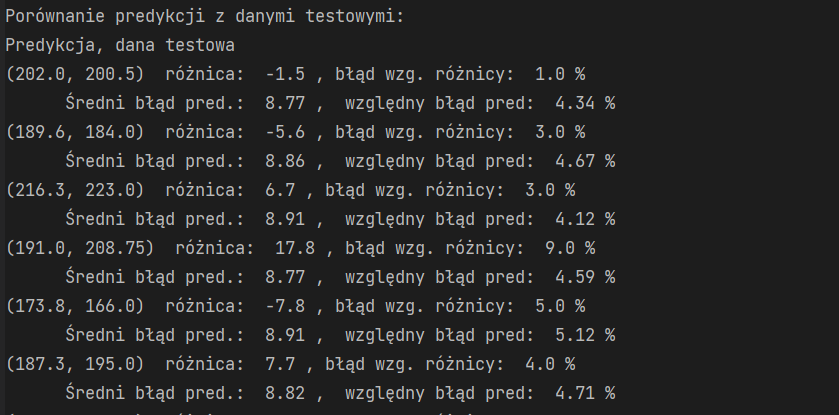 Porównanie predykcji z danymi testowymi:
Predykcja, dana testowa
(202.0, 200.5)  różnica:  -1.5 , błąd wzg. różnicy:  1.0 %
      Średni błąd pred.:  8.77 ,  względny błąd pred:  4.34 %
(189.6, 184.0)  różnica:  -5.6 , błąd wzg. różnicy:  3.0 %
      Średni błąd pred.:  8.86 ,  względny błąd pred:  4.67 %
(216.3, 223.0)  różnica:  6.7 , błąd wzg. różnicy:  3.0 %
      Średni błąd pred.:  8.91 ,  względny błąd pred:  4.12 %
(191.0, 208.75)  różnica:  17.8 , błąd wzg. różnicy:  9.0 %
      Średni błąd pred.:  8.77 ,  względny błąd pred:  4.59 %
(173.8, 166.0)  różnica:  -7.8 , błąd wzg. różnicy:  5.0 %
      Średni błąd pred.:  8.91 ,  względny błąd pred:  5.12 %
(187.3, 195.0)  różnica:  7.7 , błąd wzg. różnicy:  4.0 %
      Średni błąd pred.:  8.82 ,  względny błąd pred:  4.71 %